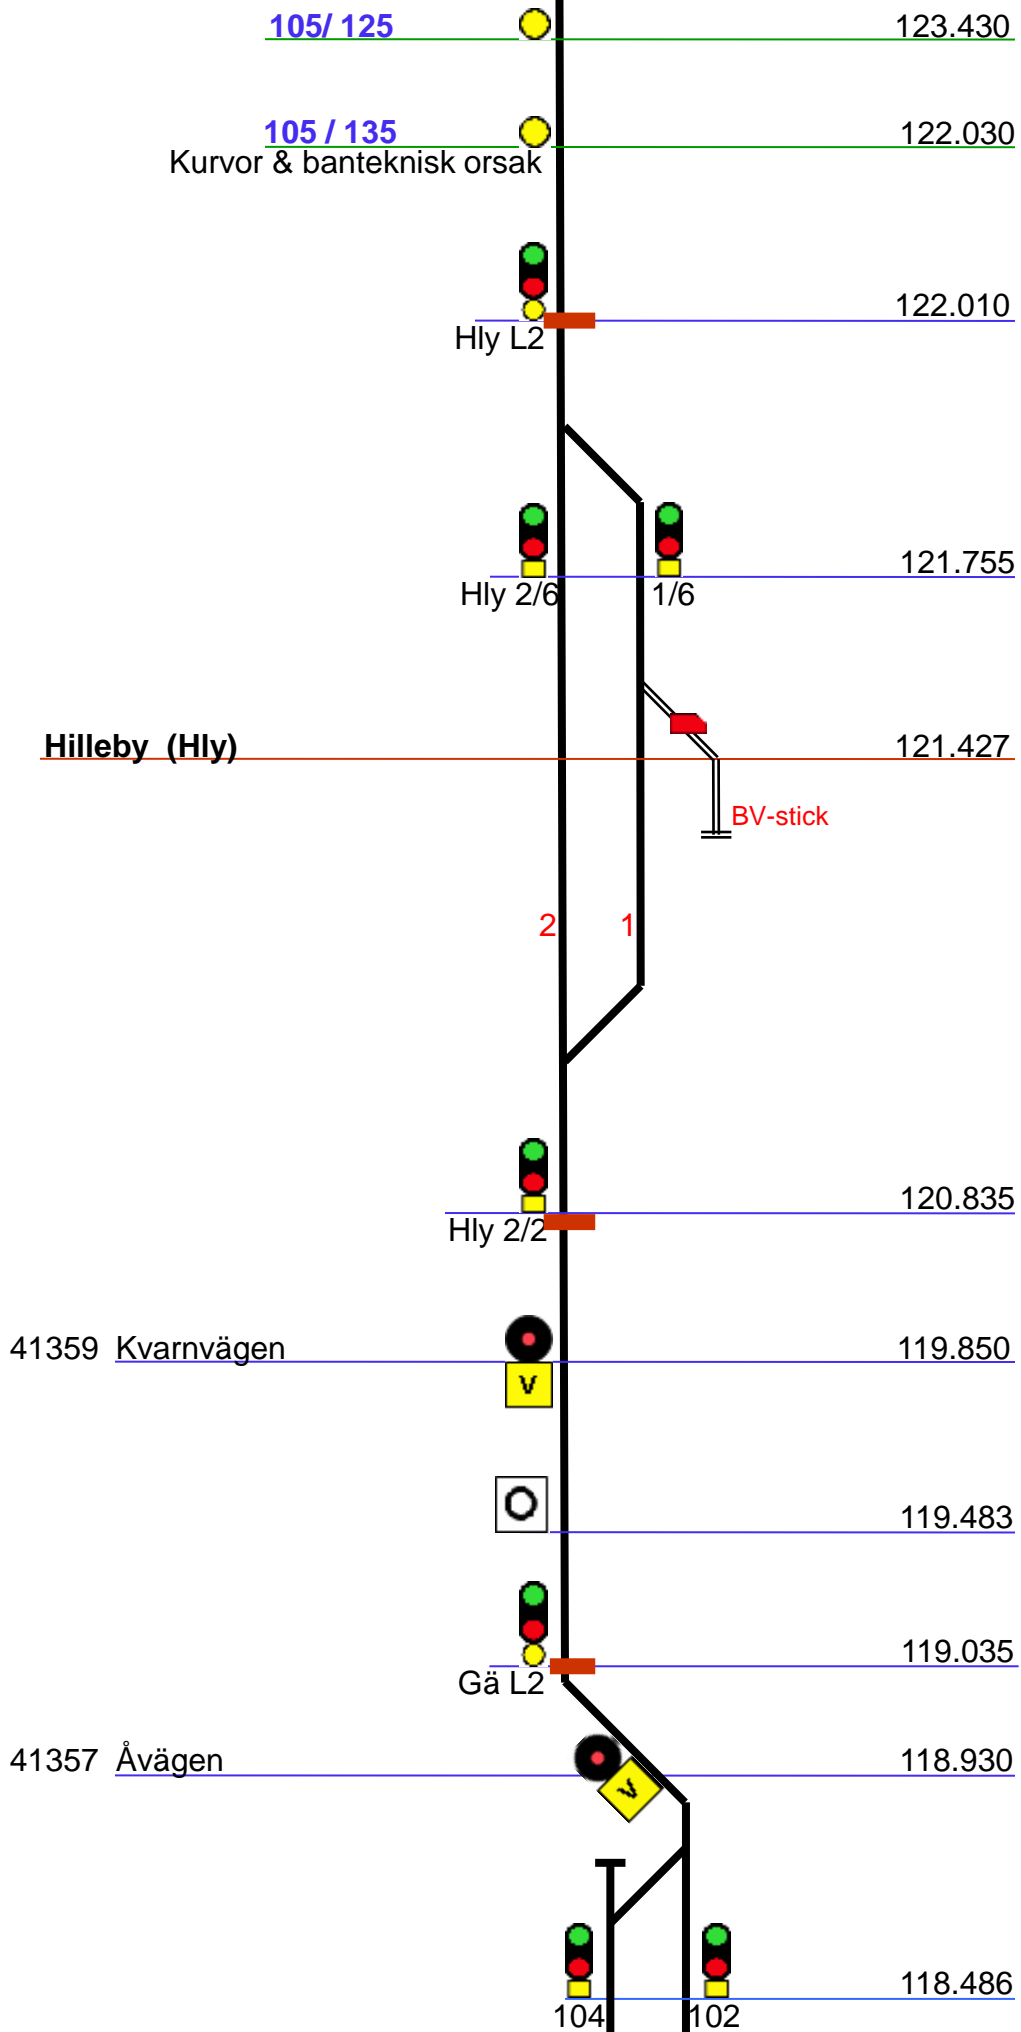 105/ 125 123.430
105 / 135 122.030
Kurvor & banteknisk orsak
122.010
Hly L2
121.755
Hly 2/6 1/6
Hilleby (Hly) 121.427
BV-stick
2 1
120.835
Hly 2/2
41359 Kvarnvägen 119.850
V
O 119.483
119.035
Gä L2
41357 Åvägen 118.930
V
118.486
104 102